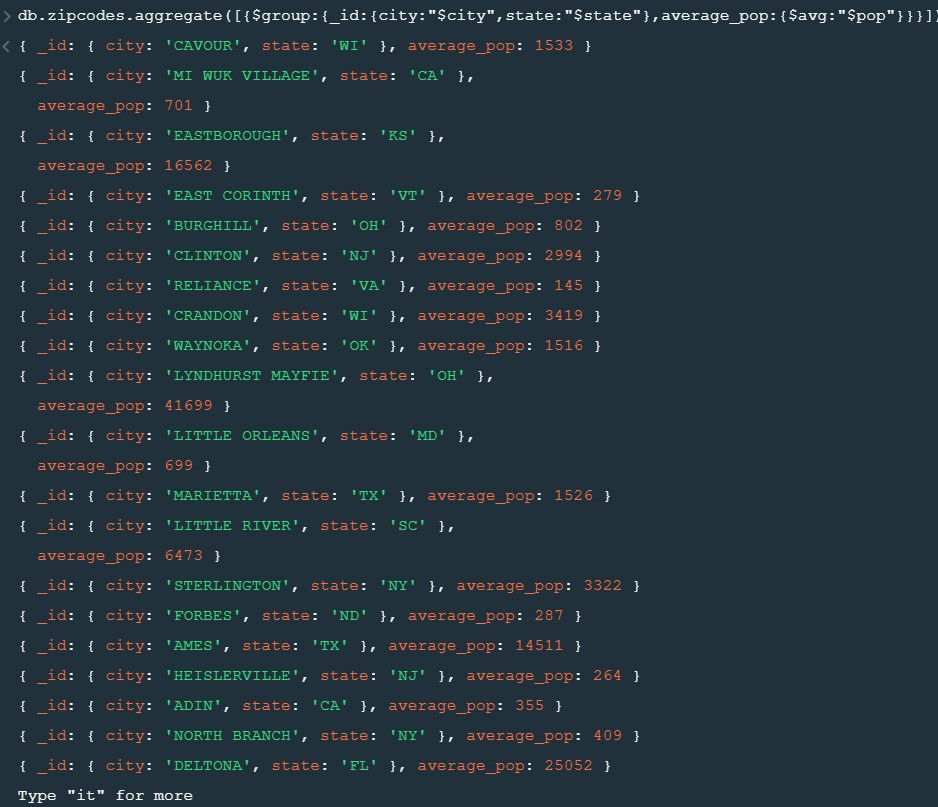 > db.zipcodes.aggregate([{$group:{_id:{city:"$city",state:"$state"},average_pop:{$avg:"$pop"}}}])
< { _id: { city: 'CAVOUR', state: 'WI' }, average_pop: 1533 }
{ _id: { city: 'MI WUK VILLAGE', state: 'CA' },
average_pop: 701 }
{ _id: { city: 'EASTBOROUGH', state: 'KS' },
average_pop: 16562 }
{ _id: { city: 'EAST CORINTH', state: 'VT' }, average_pop: 279 }
{ _id: { city: 'BURGHILL', state: 'OH' }, average_pop: 802 }
{ _id: { city: 'CLINTON', state: 'NJ' }, average_pop: 2994 }
{ _id: { city: 'RELIANCE', state: 'VA' }, average_pop: 145 }
{ _id: { city: 'CRANDON', state: 'WI' }, average_pop: 3419 }
{ _id: { city: 'WAYNOKA', state: 'OK' }, average_pop: 1516 }
{ _id: { city: 'LYNDHURST MAYFIE', state: 'OH' },
average_pop: 41699 }
{ _id: { city: 'LITTLE ORLEANS', state: 'MD' },
average_pop: 699 }
{ _id: { city: 'MARIETTA', state: 'TX' }, average_pop: 1526 }
{ _id: { city: 'LITTLE RIVER', state: 'SC' },
average_pop: 6473 }
{ _id: { city: 'STERLINGTON', state: 'NY' }, average_pop: 3322 }
{ _id: { city: 'FORBES', state: 'ND' }, average_pop: 287 }
{ _id: { city: 'AMES', state: 'TX' }, average_pop: 14511 }
{ _id: { city: 'HEISLERVILLE', state: 'NJ' }, average_pop: 264 }
{ _id: { city: 'ADIN', state: 'CA' }, average_pop: 355 }
{ _id: { city: 'NORTH BRANCH', state: 'NY' }, average_pop: 409 }
{ _id: { city: 'DELTONA', state: 'FL' }, average_pop: 25052 }
Type "it" for more